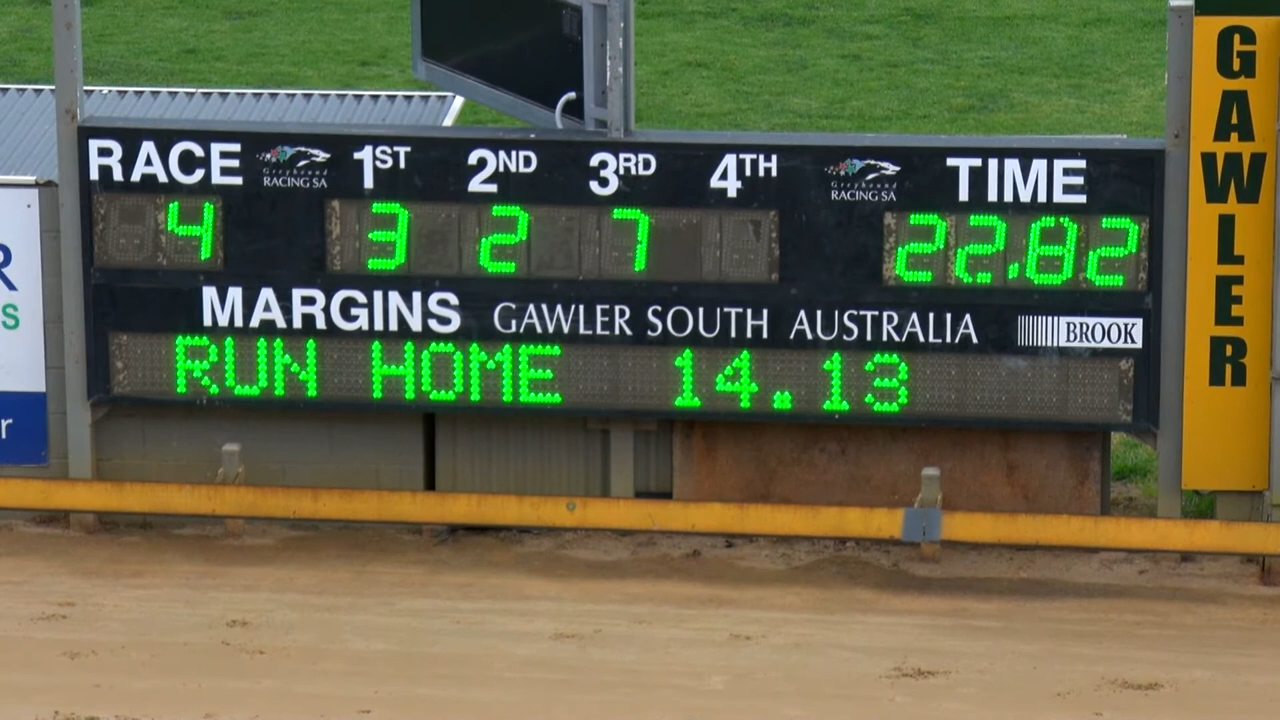 RACE 1ST 2ND 3RD 4TH TIME
Greyhound RACING SA
Greyhound RACING SA
4 3 2 7 22.82
MARGINS GAWLER SOUTH AUSTRALIA BROOK
RUN HOME 14.13
GAWLER
R
S
r